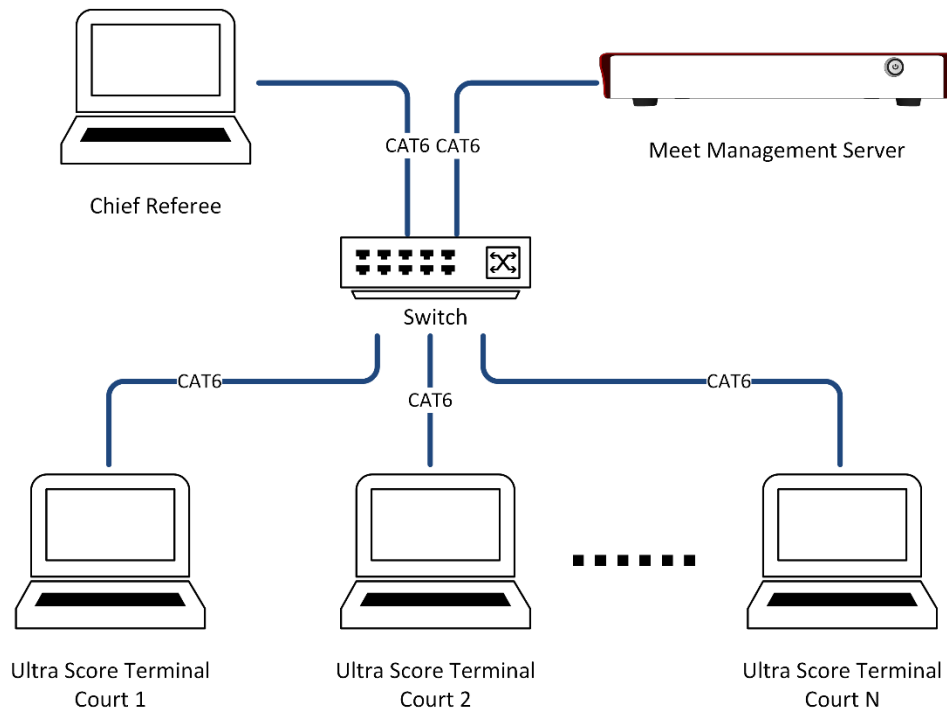 CAT6 CAT6
Meet Management Server
Chief Referee
Switch
CAT6
CAT6
CAT6
Ultra Score Terminal
Court 1
Ultra Score Terminal
Court 2
Ultra Score Terminal
Court N